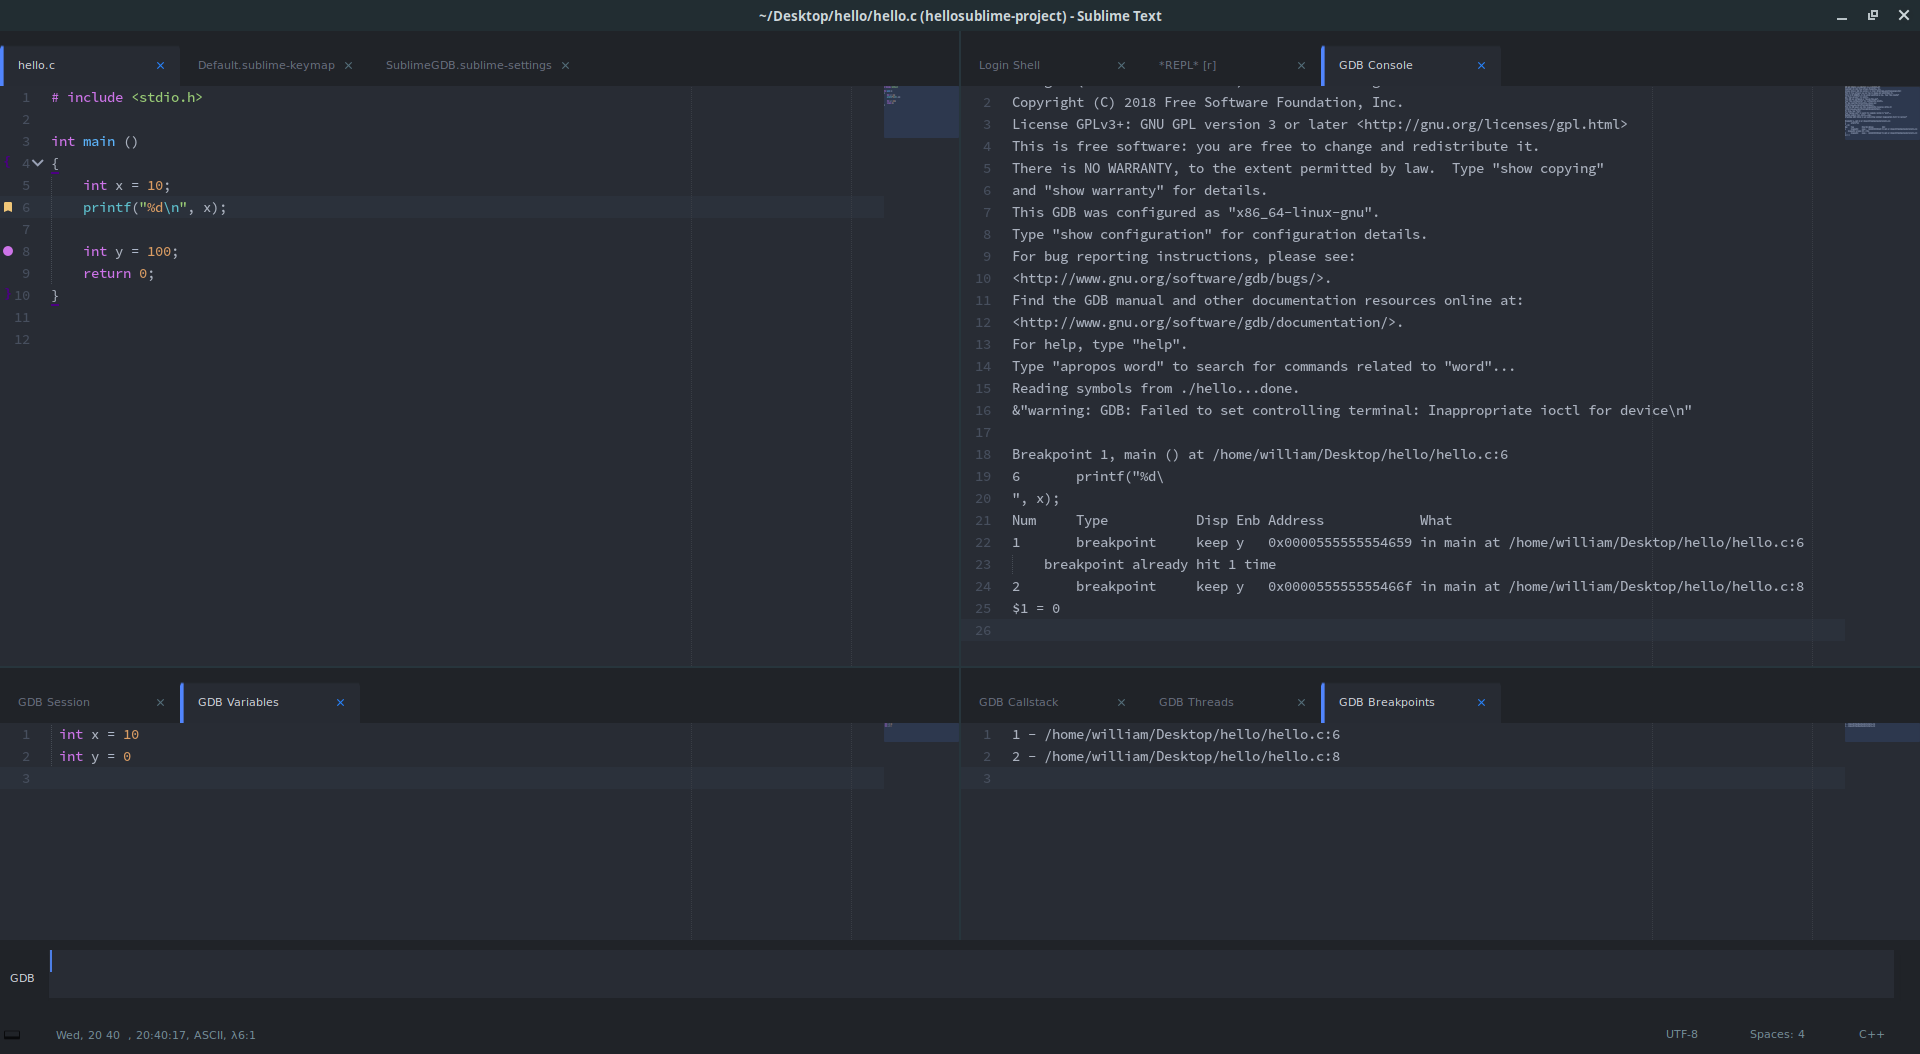 ~/Desktop/hello/hello.c (hellosublime-project) - Sublime Text
hello.c × Default.sublime-keymap × SublimeGDB.sublime-settings ×
1 # include <stdio.h>
2
3 int main ()
4 {
5     int x = 10;
6     printf("%d\n", x);
7
8     int y = 100;
9     return 0;
10 }
11
12
Login Shell × *REPL* [r] × GDB Console ×
2 Copyright (C) 2018 Free Software Foundation, Inc.
3 License GPLv3+: GNU GPL version 3 or later <http://gnu.org/licenses/gpl.html>
4 This is free software: you are free to change and redistribute it.
5 There is NO WARRANTY, to the extent permitted by law.  Type "show copying"
6 and "show warranty" for details.
7 This GDB was configured as "x86_64-linux-gnu".
8 Type "show configuration" for configuration details.
9 For bug reporting instructions, please see:
10 <http://www.gnu.org/software/gdb/bugs/>.
11 Find the GDB manual and other documentation resources online at:
12 <http://www.gnu.org/software/gdb/documentation/>.
13 For help, type "help".
14 Type "apropos word" to search for commands related to "word"...
15 Reading symbols from ./hello...done.
16 &"warning: GDB: Failed to set controlling terminal: Inappropriate ioctl for device\n"
17
18 Breakpoint 1, main () at /home/william/Desktop/hello/hello.c:6
19 6       printf("%d\
20 ", x);
21 Num     Type           Disp Enb Address            What
22 1       breakpoint     keep y   0x0000555555554659 in main at /home/william/Desktop/hello/hello.c:6
23     breakpoint already hit 1 time
24 2       breakpoint     keep y   0x000055555555466f in main at /home/william/Desktop/hello/hello.c:8
25 $1 = 0
26
GDB Session × GDB Variables ×
1 int x = 10
2 int y = 0
3
GDB Callstack × GDB Threads × GDB Breakpoints ×
1 1 - /home/william/Desktop/hello/hello.c:6
2 2 - /home/william/Desktop/hello/hello.c:8
3
GDB
Wed, 20 40  , 20:40:17, ASCII, λ6:1
UTF-8 Spaces: 4 C++